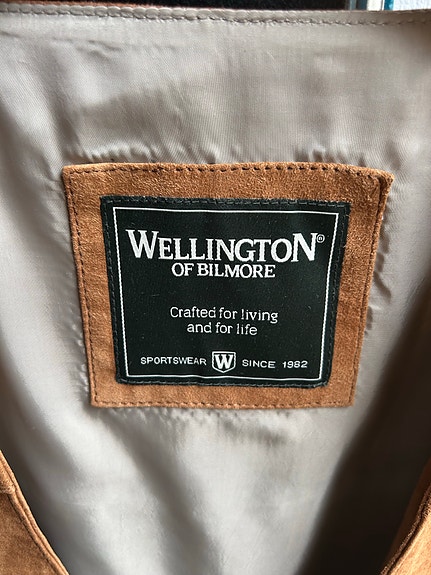 WELLINGTON®
OF BILMORE
Crafted for living
and for life
SPORTSWEAR W SINCE 1982